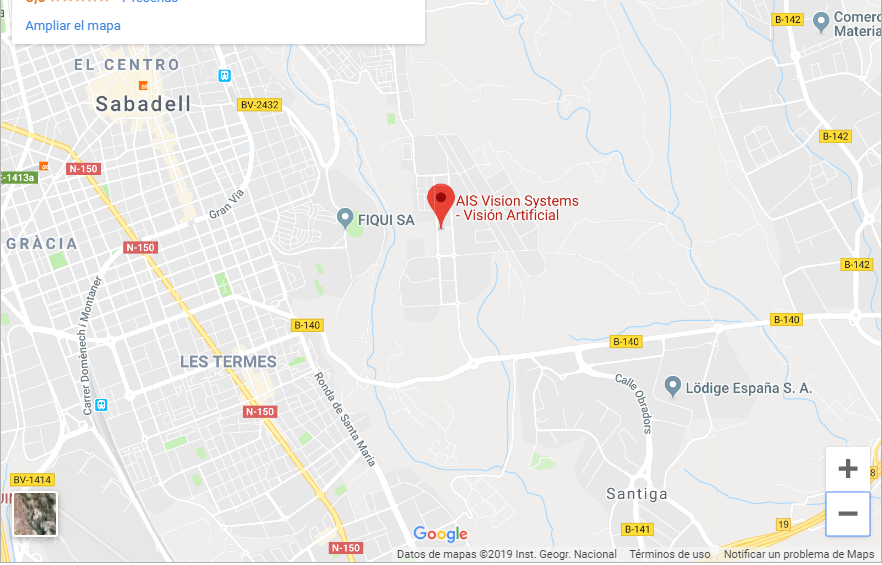 Ampliar el mapa
EL CENTRO
Sabadell
BV-2432
B-142
Comerc
Materia
B-142
N-150
C-1413a
Gran Vía
AIS Vision Systems
- Visión Artificial
FIQUI SA
GRÀCIA
N-150
B-142
Carrer Domènech i Montaner
B-140
B-140
B-140
LES TERMES
Ronda de Santa Maria
Calle Obradors
Lödige España S. A.
N-150
BV-1414
Santiga
B-141
19
N-150
Google
Datos de mapas ©2019 Inst. Geogr. Nacional
Términos de uso
Notificar un problema de Maps